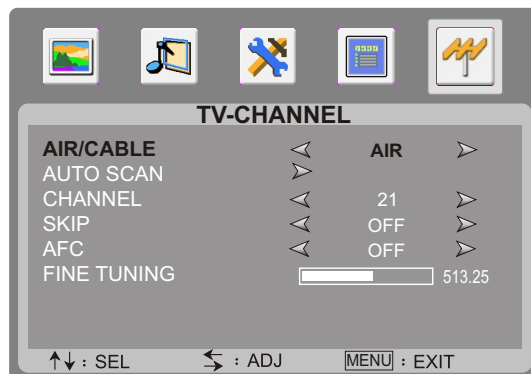 TV-CHANNEL
AIR/CABLE AIR
AUTO SCAN
CHANNEL 21
SKIP OFF
AFC OFF
FINE TUNING 513.25
: SEL : ADJ MENU : EXIT